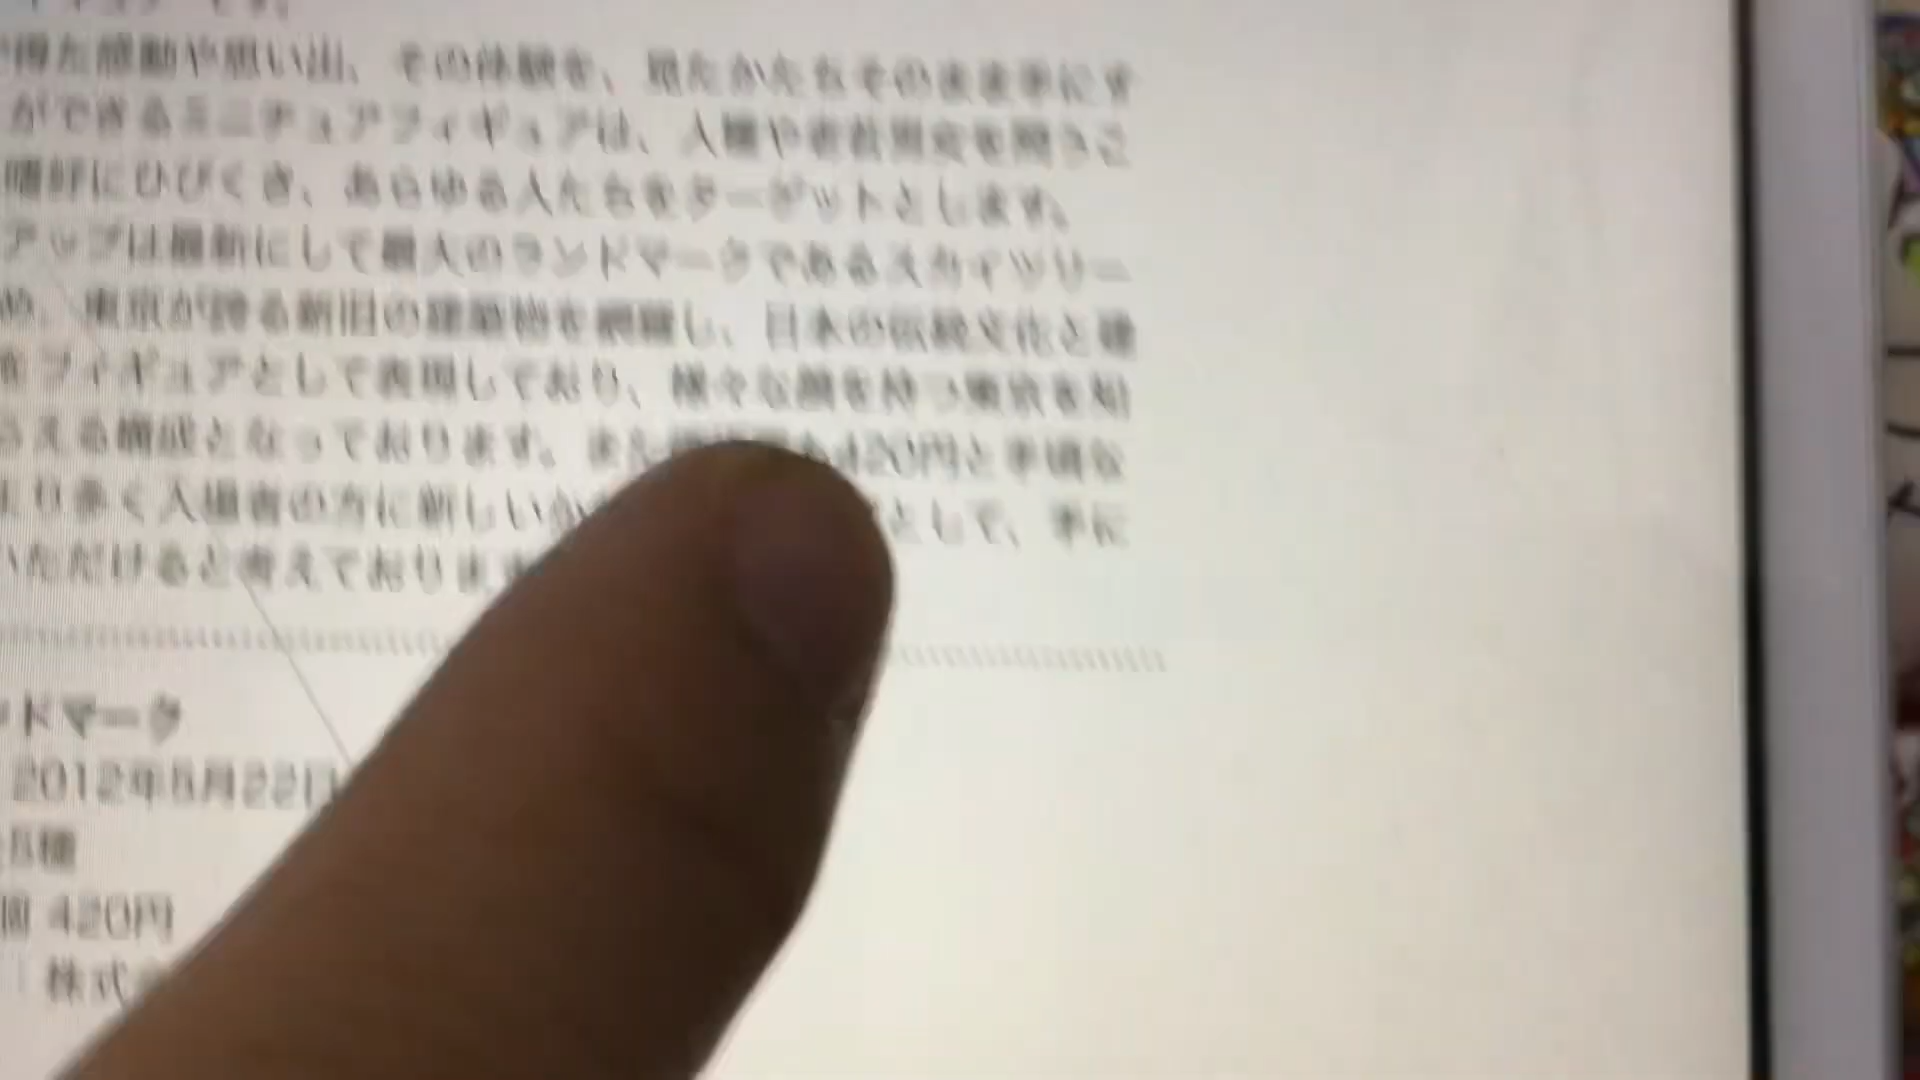 得た感動や思い出、その体験を、見たかたちそのまま手にす
ができるミニチュアフィギュアは、人種や老若男女を問うこ
嗜好にひびくき、あらゆる人たちをターゲットとします。
アップは最新にして最大のランドマークであるスカイツリー
め、東京が誇る新旧の建築物を網羅し、日本の伝統文化と建
をフィギュアとして表現しており、様々な顔を持つ東京を知
らえる構成となっております。また 420円と手頃な
より多く入場者の方に新しいか として、手に
いただけると考えております
ンドマーク
2012年5月22日
全5種
個 420円
株式